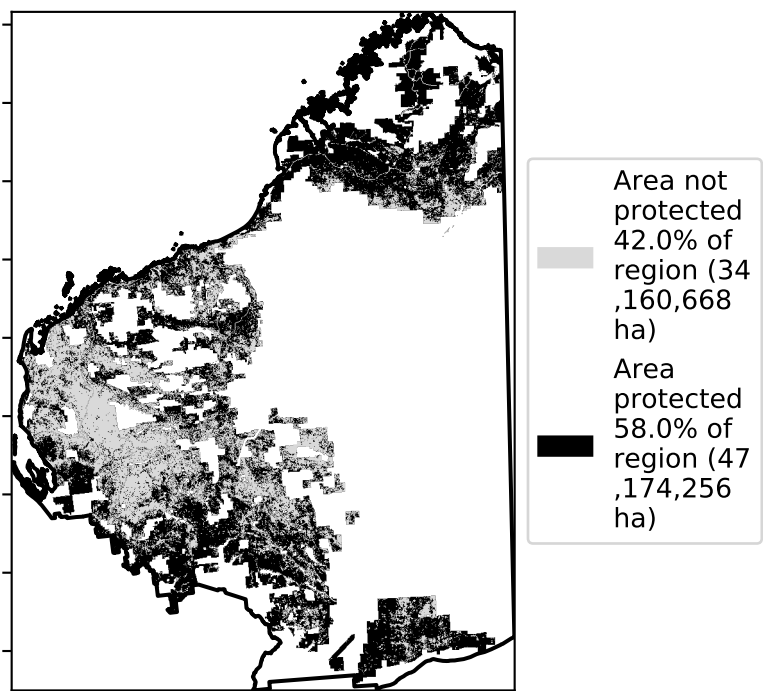 Area not
protected
42.0% of
region (34
,160,668
ha)
Area
protected
58.0% of
region (47
,174,256
ha)